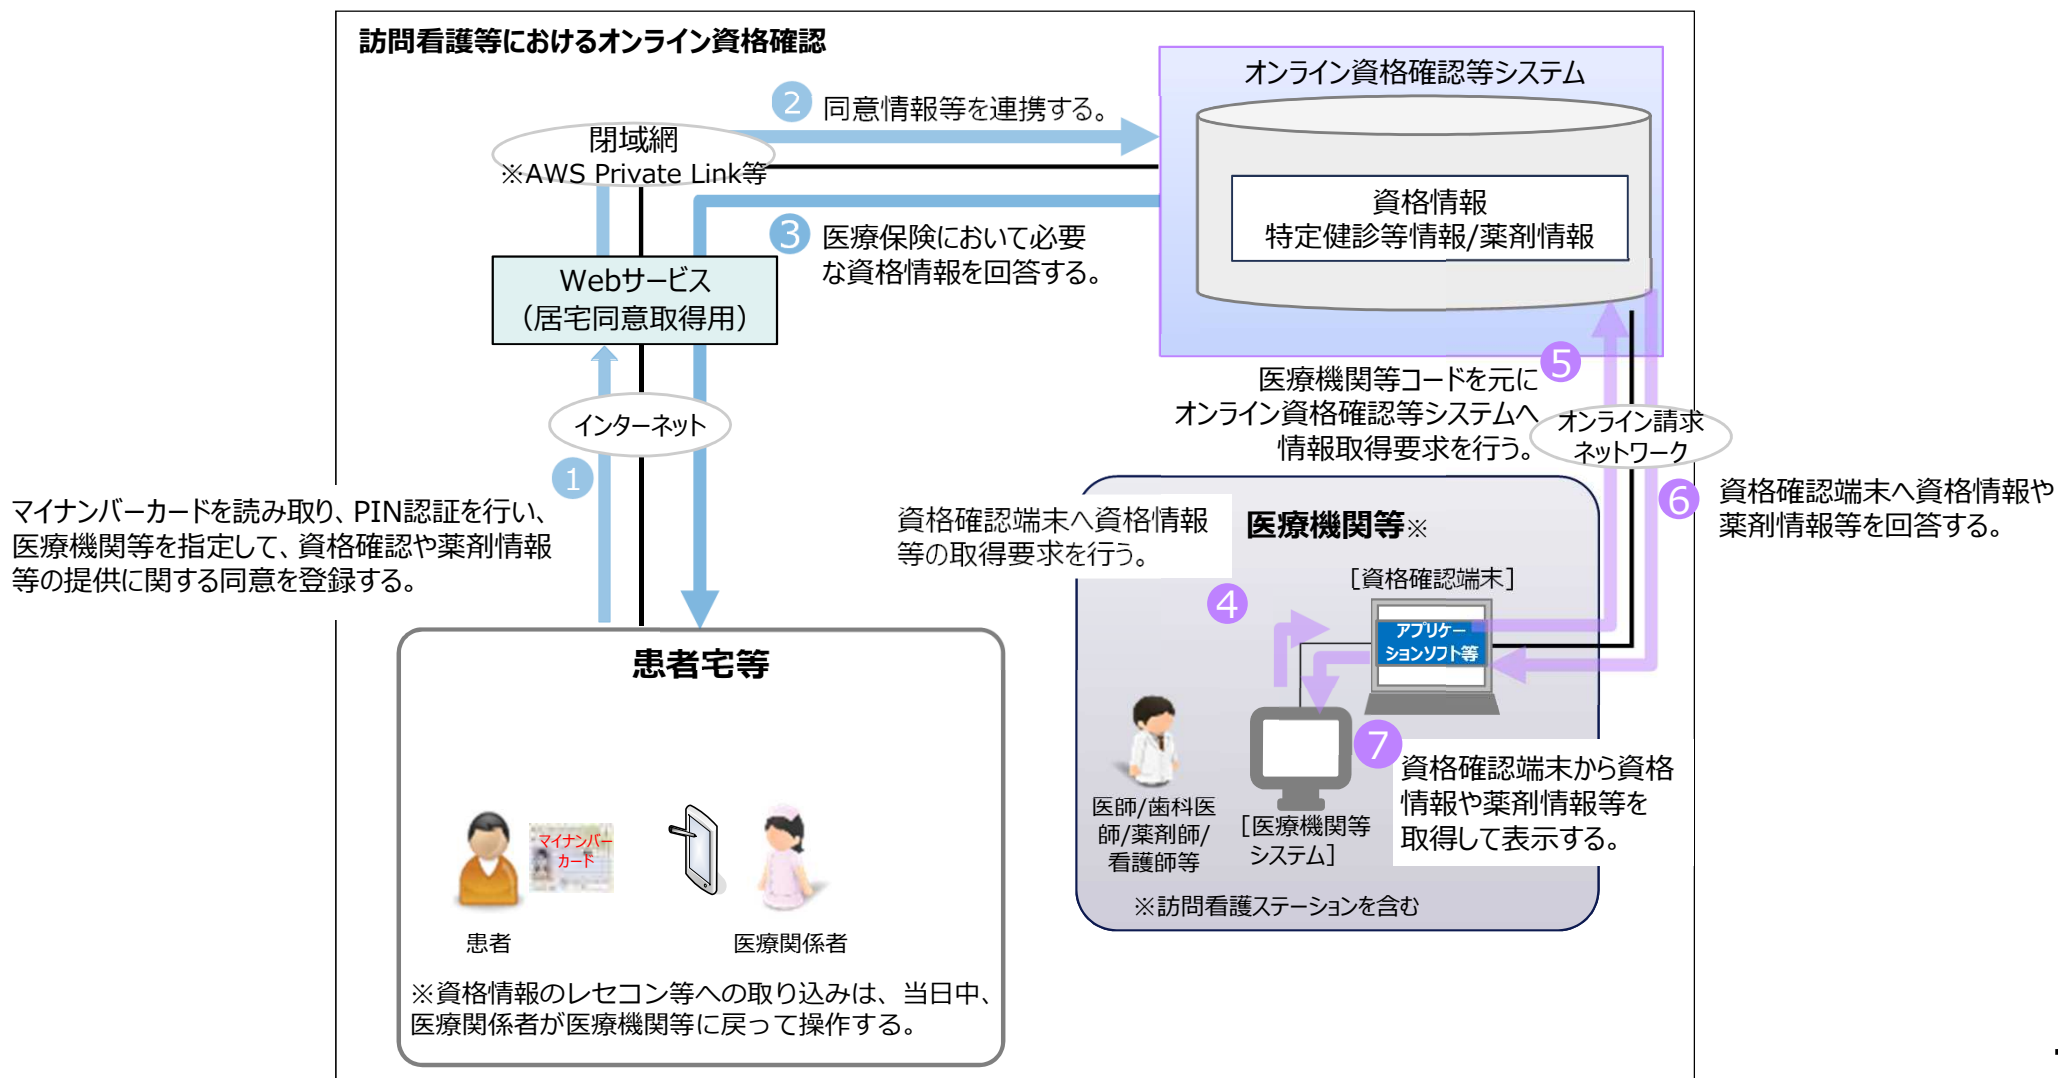 訪問看護等におけるオンライン資格確認
オンライン資格確認等システム
2 同意情報等を連携する。
閉域網
※AWS Private Link等
資格情報
特定健診等情報/薬剤情報
3 医療保険において必要
な資格情報を回答する。
Webサービス
（居宅同意取得用）
5
医療機関等コードを元に
オンライン資格確認等システムへ
情報取得要求を行う。
インターネット
オンライン請求
ネットワーク
1
マイナンバーカードを読み取り、PIN認証を行い、
医療機関等を指定して、資格確認や薬剤情報
等の提供に関する同意を登録する。
6 資格確認端末へ資格情報や
薬剤情報等を回答する。
資格確認端末へ資格情報
等の取得要求を行う。
医療機関等※
［資格確認端末］
4
アプリケー
ションソフト等
患者宅等
7
資格確認端末から資格
情報や薬剤情報等を
取得して表示する。
医師/歯科医
師/薬剤師/
看護師等
［医療機関等
システム］
※訪問看護ステーションを含む
マイナンバー
カード
患者
医療関係者
※資格情報のレセコン等への取り込みは、当日中、
医療関係者が医療機関等に戻って操作する。